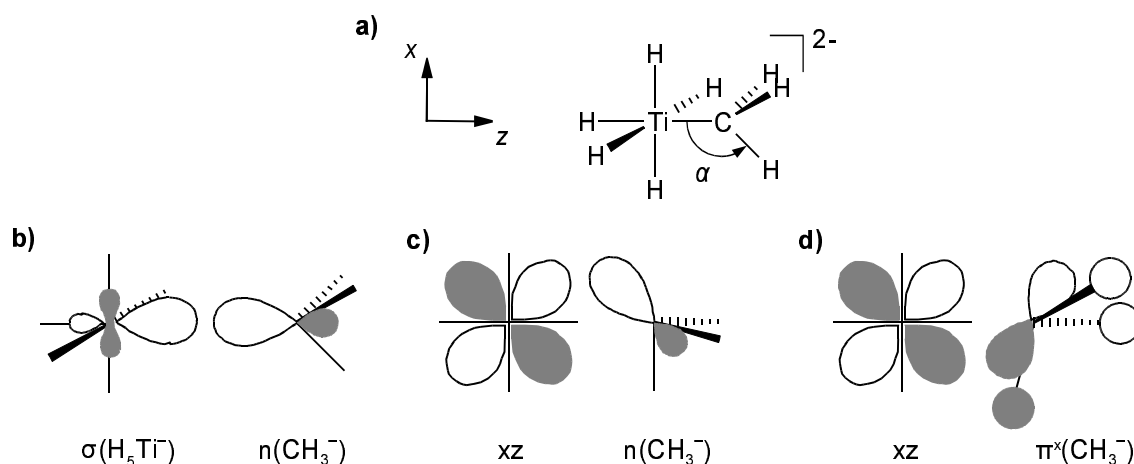 a)
x
z
2-
H
H
H
H
H
Ti
C
H
H
H
α
b)
c)
d)
σ(H₅Ti⁻)
n(CH₃⁻)
xz
n(CH₃⁻)
xz
πˣ(CH₃⁻)